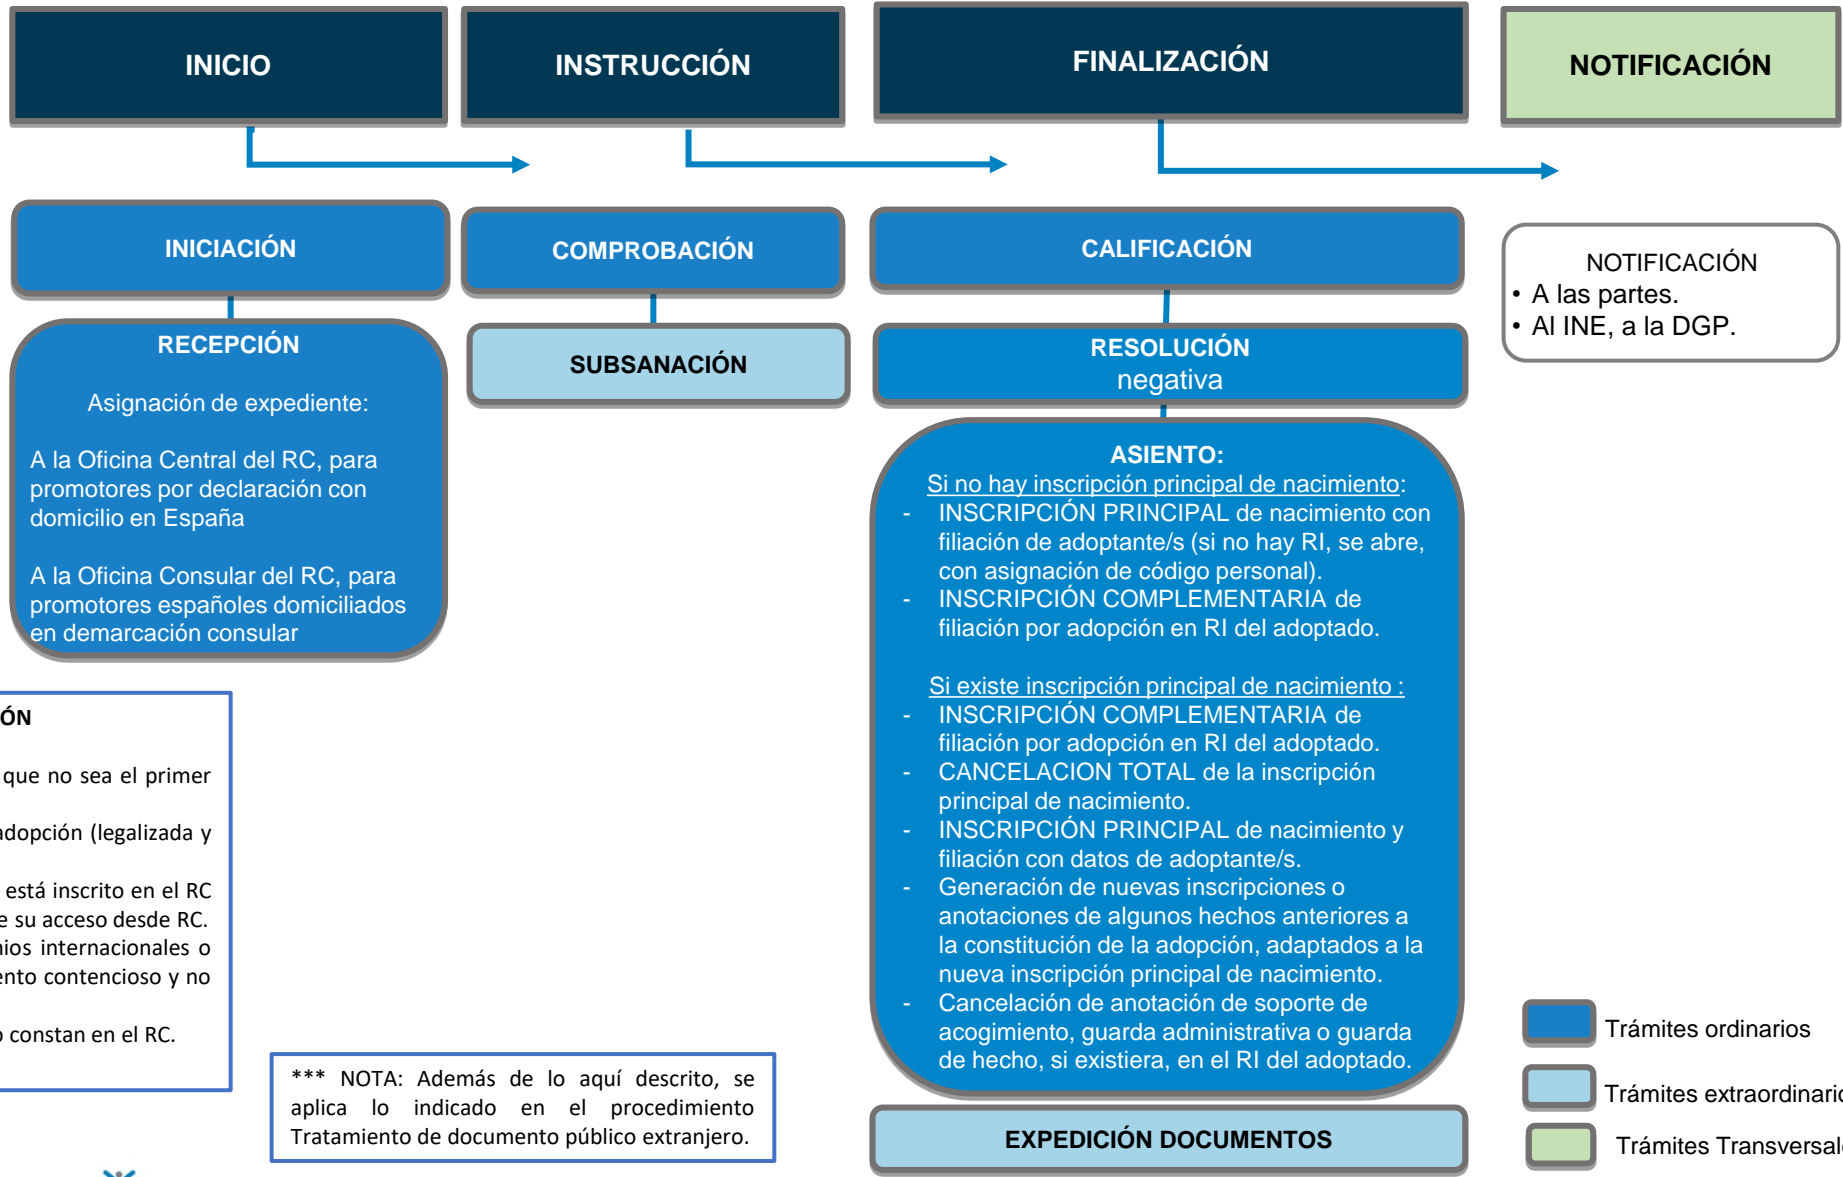 INICIO
INSTRUCCIÓN
FINALIZACIÓN
NOTIFICACIÓN
INICIACIÓN
RECEPCIÓN
Asignación de expediente:
A la Oficina Central del RC, para
promotores por declaración con
domicilio en España
A la Oficina Consular del RC, para
promotores españoles domiciliados
en demarcación consular
COMPROBACIÓN
SUBSANACIÓN
CALIFICACIÓN
RESOLUCIÓN
negativa
ASIENTO:
Si no hay inscripción principal de nacimiento:
- INSCRIPCIÓN PRINCIPAL de nacimiento con
filiación de adoptante/s (si no hay RI, se abre,
con asignación de código personal).
- INSCRIPCIÓN COMPLEMENTARIA de
filiación por adopción en RI del adoptado.
Si existe inscripción principal de nacimiento :
- INSCRIPCIÓN COMPLEMENTARIA de
filiación por adopción en RI del adoptado.
- CANCELACION TOTAL de la inscripción
principal de nacimiento.
- INSCRIPCIÓN PRINCIPAL de nacimiento y
filiación con datos de adoptante/s.
- Generación de nuevas inscripciones o
anotaciones de algunos hechos anteriores a
la constitución de la adopción, adaptados a la
nueva inscripción principal de nacimiento.
- Cancelación de anotación de soporte de
acogimiento, guarda administrativa o guarda
de hecho, si existiera, en el RI del adoptado.
EXPEDICIÓN DOCUMENTOS
NOTIFICACIÓN
• A las partes.
• Al INE, a la DGP.
ÓN
que no sea el primer
adopción (legalizada y
está inscrito en el RC
e su acceso desde RC.
nios internacionales o
ento contencioso y no
o constan en el RC.
*** NOTA: Además de lo aquí descrito, se
aplica lo indicado en el procedimiento
Tratamiento de documento público extranjero.
Trámites ordinarios
Trámites extraordinario
Trámites Transversal